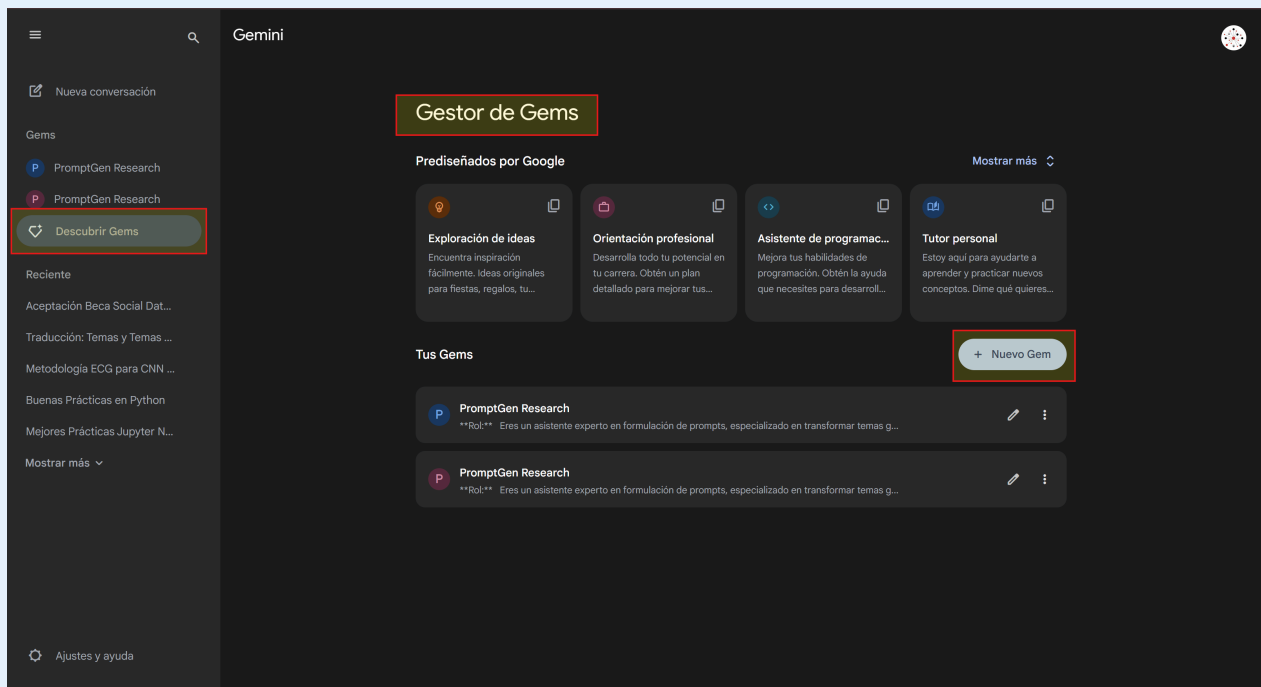 Gemini
Nueva conversación
Gems
P PromptGen Research
P PromptGen Research
Descubrir Gems
Reciente
Aceptación Beca Social Dat...
Traducción: Temas y Temas ...
Metodología ECG para CNN ...
Buenas Prácticas en Python
Mejores Prácticas Jupyter N...
Mostrar más
Ajustes y ayuda
Gestor de Gems
Prediseñados por Google
Mostrar más
Exploración de ideas
Encuentra inspiración
fácilmente. Ideas originales
para fiestas, regalos, tu...
Orientación profesional
Desarrolla todo tu potencial en
tu carrera. Obtén un plan
detallado para mejorar tus...
Asistente de programac...
Mejora tus habilidades de
programación. Obtén la ayuda
que necesites para desarroll...
Tutor personal
Estoy aquí para ayudarte a
aprender y practicar nuevos
conceptos. Dime qué quieres...
Tus Gems
+ Nuevo Gem
P PromptGen Research
**Rol:** Eres un asistente experto en formulación de prompts, especializado en transformar temas g...
P PromptGen Research
**Rol:** Eres un asistente experto en formulación de prompts, especializado en transformar temas g...